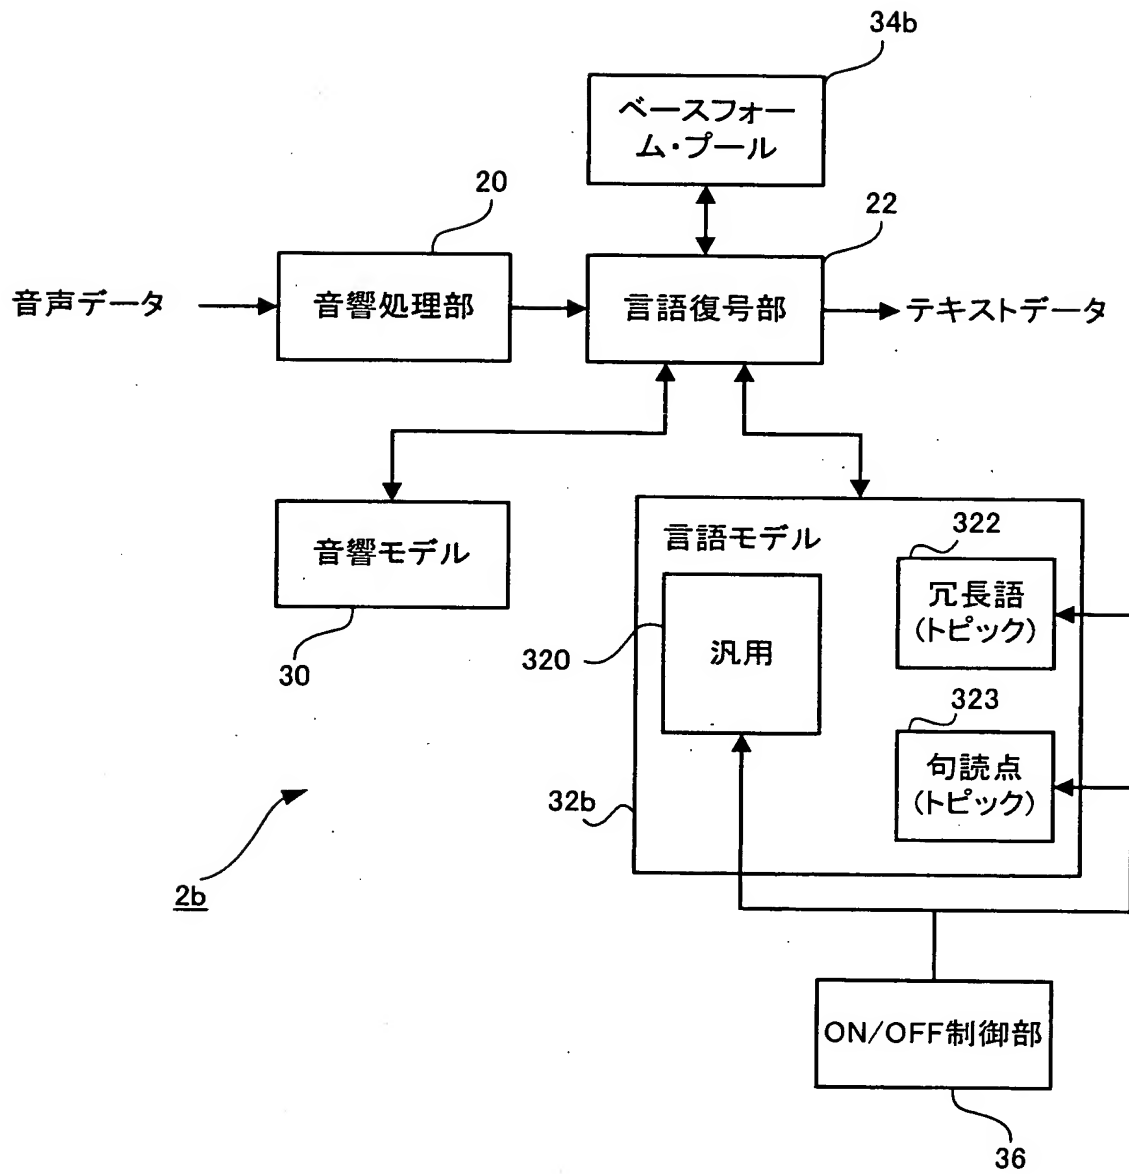 34b
ベースフォー
ム・プール
20
22
音声データ
音響処理部
言語復号部
テキストデータ
音響モデル
30
言語モデル
322
冗長語
(トピック)
320
汎用
323
句読点
(トピック)
32b
2b
ON/OFF制御部
36